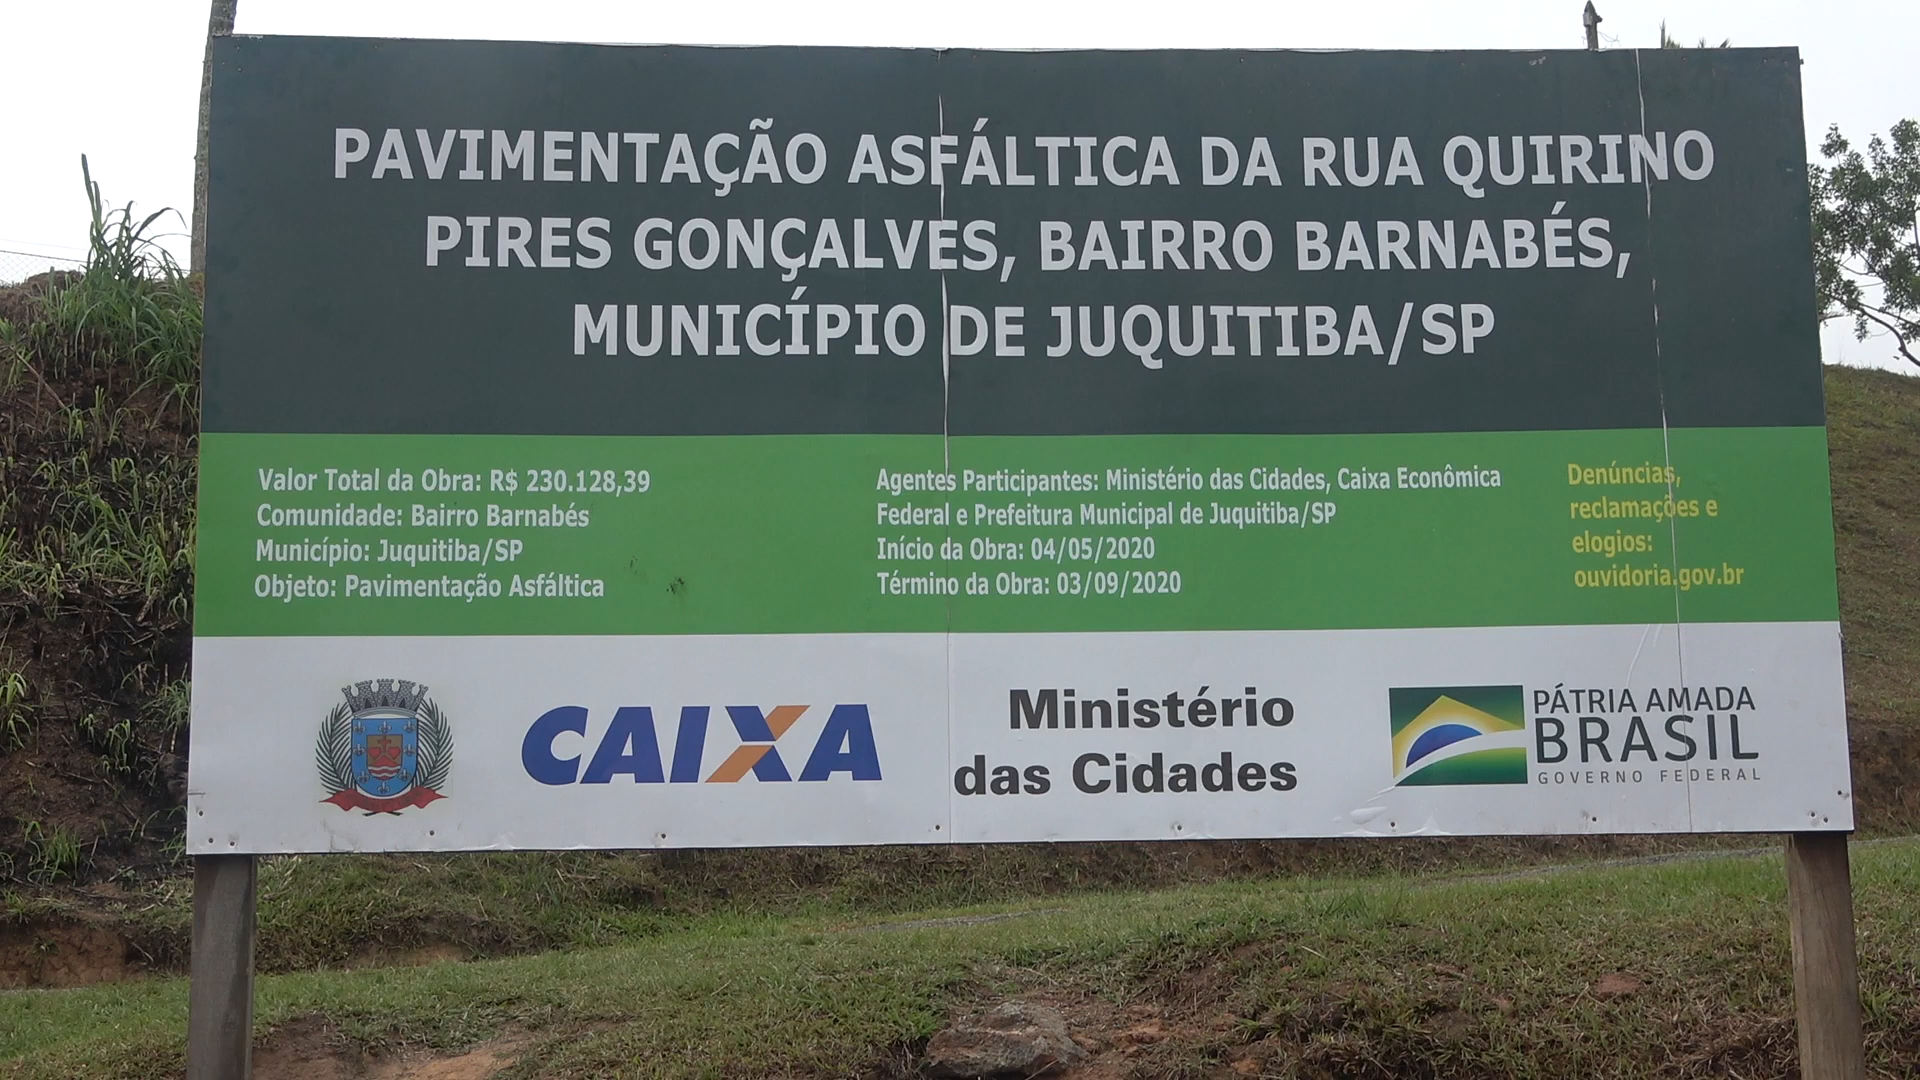 PAVIMENTAÇÃO ASFÁLTICA DA RUA QUIRINO
PIRES GONÇALVES, BAIRRO BARNABÉS,
MUNICÍPIO DE JUQUITIBA/SP
Valor Total da Obra: R$ 230.128,39
Comunidade: Bairro Barnabés
Município: Juquitiba/SP
Objeto: Pavimentação Asfáltica
Agentes Participantes: Ministério das Cidades, Caixa Econômica
Federal e Prefeitura Municipal de Juquitiba/SP
Início da Obra: 04/05/2020
Término da Obra: 03/09/2020
Denúncias,
reclamações e
elogios:
ouvidoria.gov.br
CAIXA
Ministério
das Cidades
PÁTRIA AMADA
BRASIL
GOVERNO FEDERAL